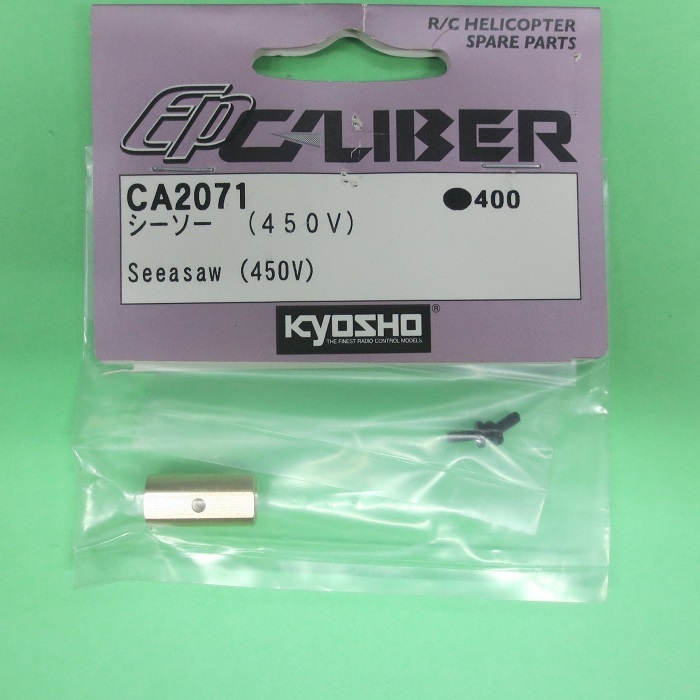 R/C HELICOPTER
SPARE PARTS
EP CALIBER
CA2071 ●400
シーソー （４５０Ｖ）
Seeasaw (450V)
KYOSHO®
THE FINEST RADIO CONTROL MODELS